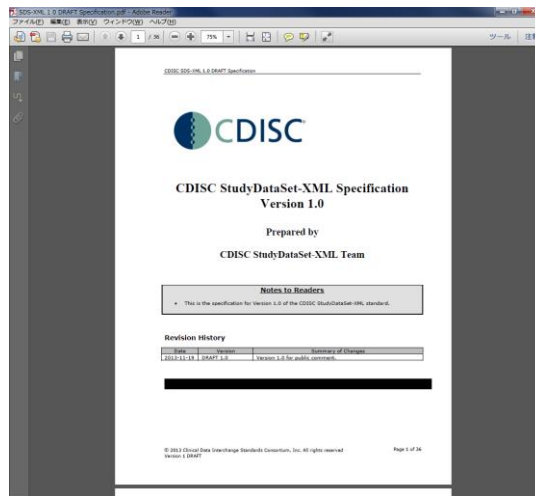 SDS-XML 1.0 DRAFT Specification.pdf - Adobe Reader
ファイル(F) 編集(E) 表示(V) ウィンドウ(W) ヘルプ(H)
1 / 36 75% ツール
CDISC SDS-XML 1.0 DRAFT Specification
CDISC
CDISC StudyDataSet-XML Specification
Version 1.0
Prepared by
CDISC StudyDataSet-XML Team
Notes to Readers
• This is the specification for Version 1.0 of the CDISC StudyDataSet-XML standard.
Revision History
Date Version Summary of Changes
2013-11-19 DRAFT 1.0 Version 1.0 for public comment.
© 2013 Clinical Data Interchange Standards Consortium, Inc. All rights reserved Page 1 of 36
Version 1 DRAFT